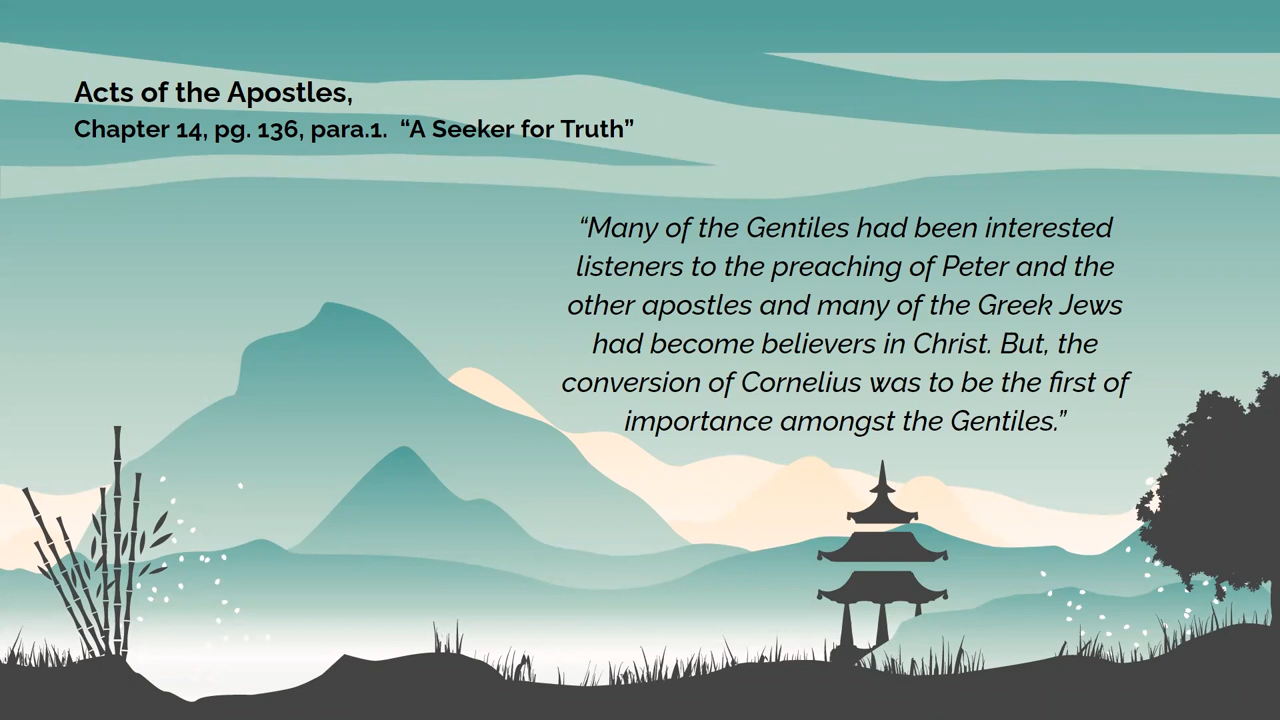 Acts of the Apostles,
Chapter 14, pg. 136, para.1.  “A Seeker for Truth”
“Many of the Gentiles had been interested
listeners to the preaching of Peter and the
other apostles and many of the Greek Jews
had become believers in Christ. But, the
conversion of Cornelius was to be the first of
importance amongst the Gentiles.”